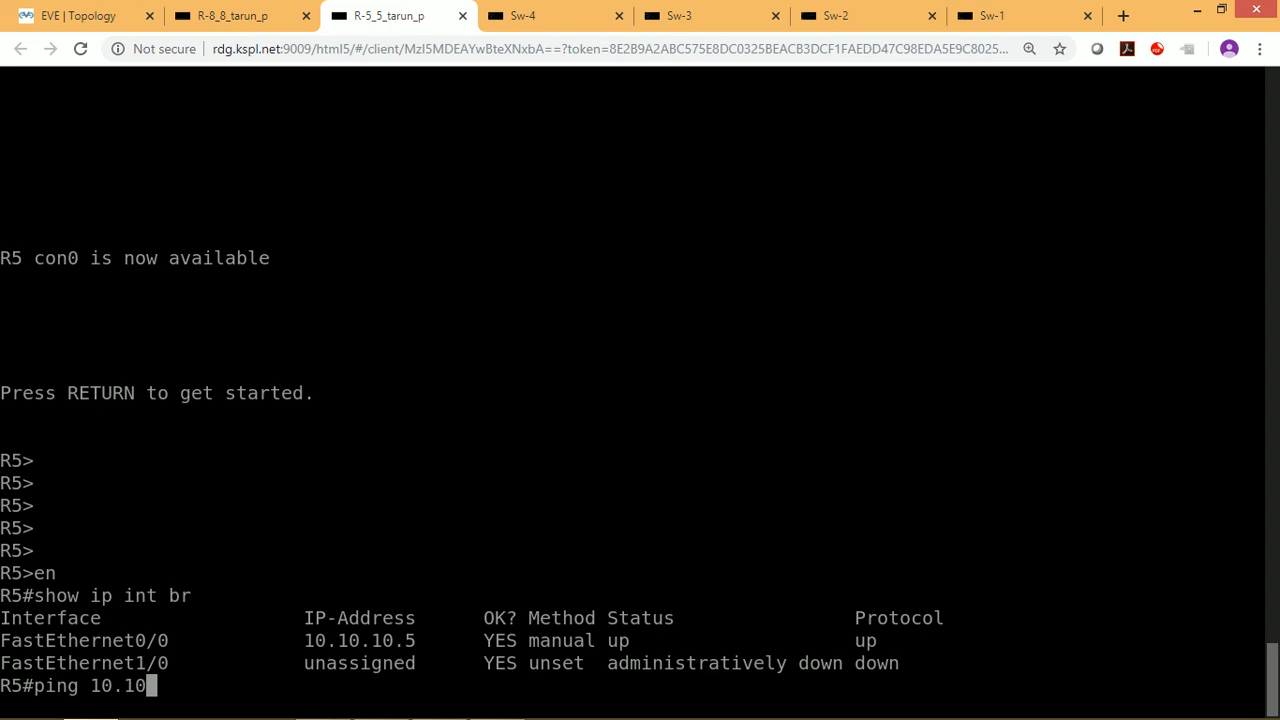 EVE | Topology R-8_8_tarun_p R-5_5_tarun_p Sw-4 Sw-3 Sw-2 Sw-1
Not secure rdg.kspl.net:9009/html5/#/client/MzI5MDEAYwBteXNxbA==?token=8E2B9A2ABC575E8DC0325BEACB3DCF1FAEDD47C98EDA5E9C8025...
R5 con0 is now available
Press RETURN to get started.
R5>
R5>
R5>
R5>
R5>
R5>en
R5#show ip int br
Interface IP-Address OK? Method Status Protocol
FastEthernet0/0 10.10.10.5 YES manual up up
FastEthernet1/0 unassigned YES unset administratively down down
R5#ping 10.10